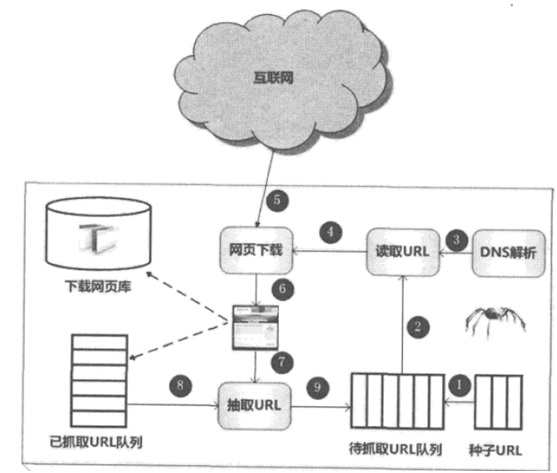 互联网
5
网页下载
4
读取URL
3
DNS解析
下载网页库
6
2
7
8
抽取URL
9
1
已抓取URL队列
待抓取URL队列
种子URL